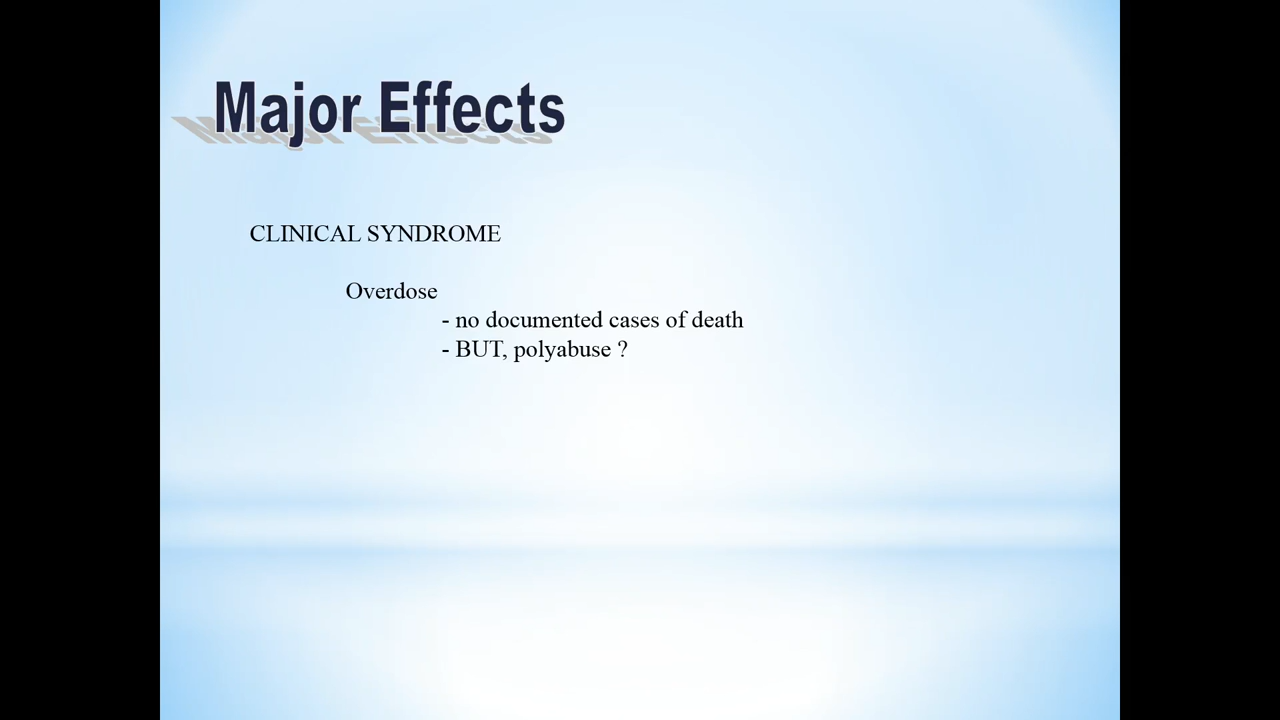 Major Effects
CLINICAL SYNDROME
Overdose
- no documented cases of death
- BUT, polyabuse ?